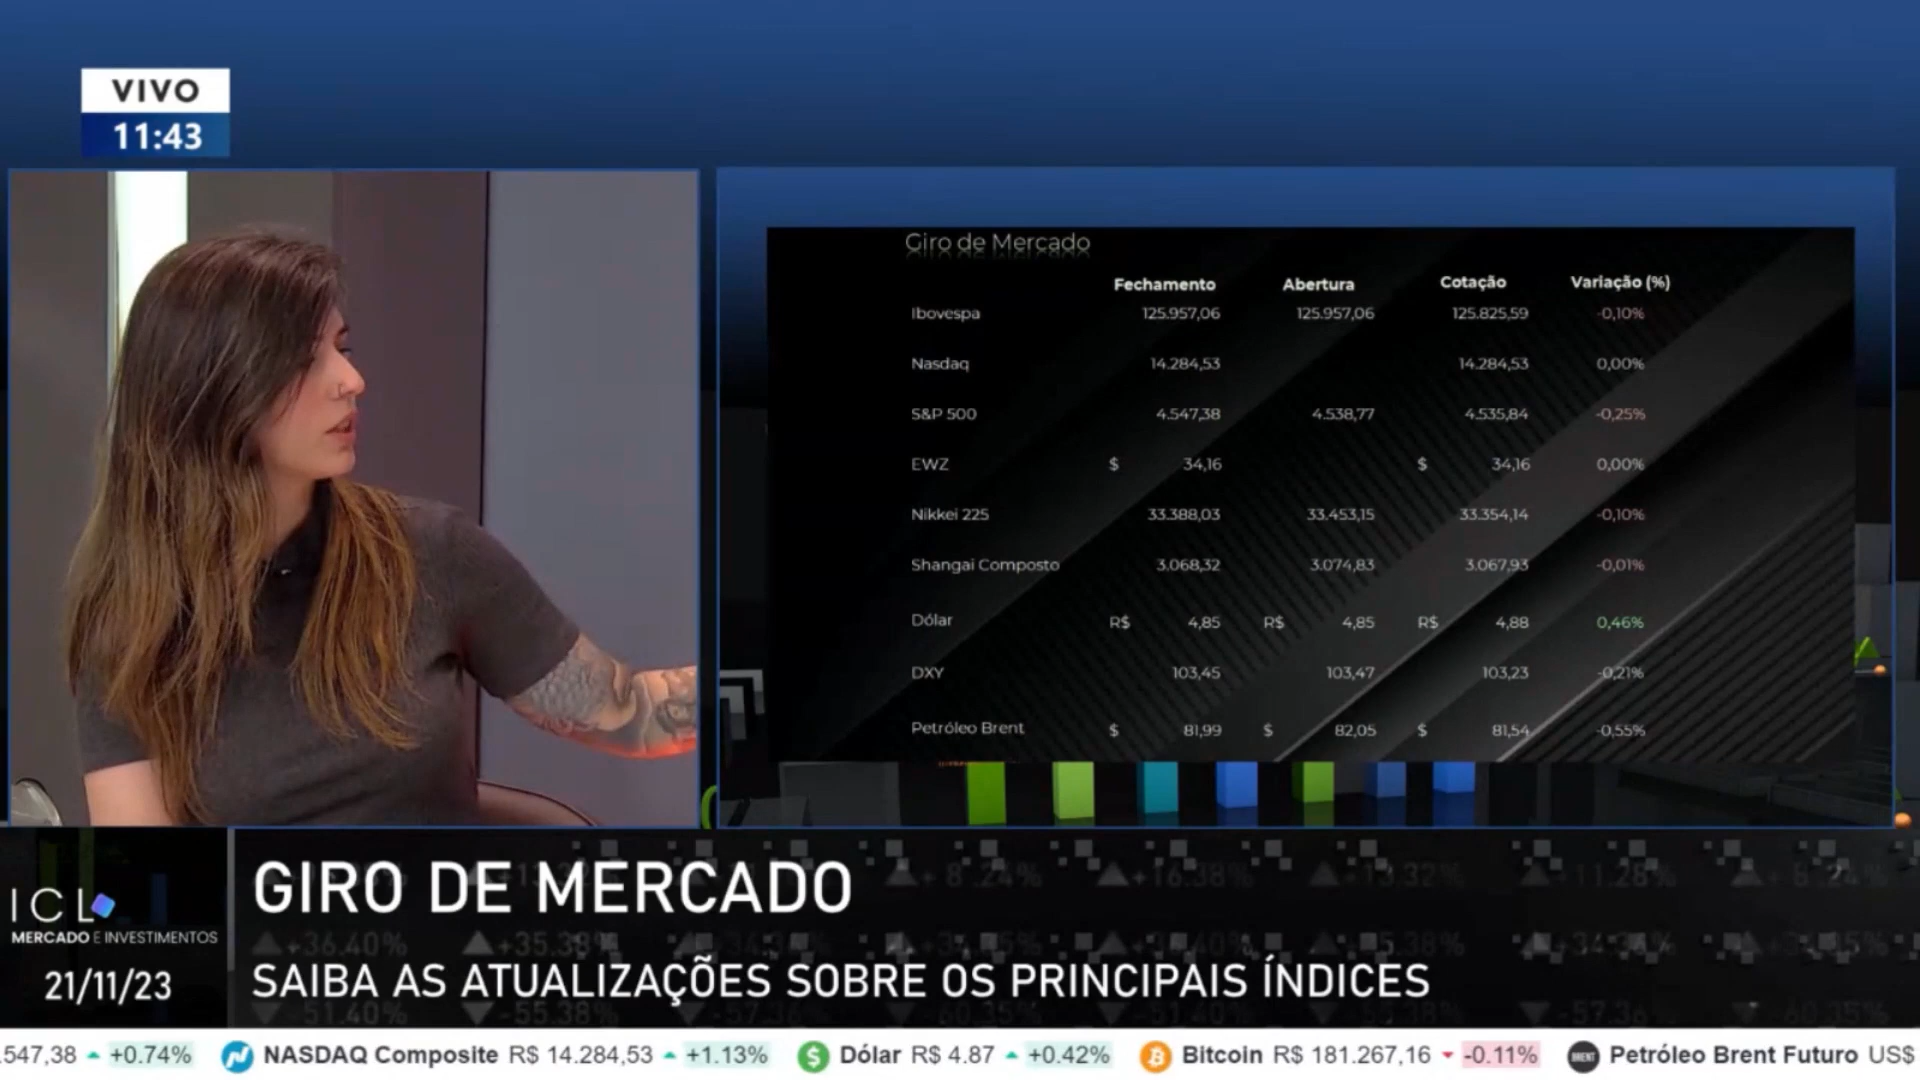 VIVO
11:43
Giro de Mercado
Fechamento Abertura Cotação Variação (%)
Ibovespa 125.957,06 125.957,06 125.825,59 -0,10%
Nasdaq 14.284,53 14.284,53 0,00%
S&P 500 4.547,38 4.538,77 4.535,84 -0,25%
EWZ $ 34,16 $ 34,16 0,00%
Nikkei 225 33.388,03 33.453,15 33.354,14 -0,10%
Shangai Composto 3.068,32 3.074,83 3.067,93 -0,01%
Dólar R$ 4,85 R$ 4,85 R$ 4,88 0,46%
DXY 103,45 103,47 103,23 -0,21%
Petróleo Brent $ 81,99 $ 82,05 $ 81,54 -0,55%
ICL
MERCADO E INVESTIMENTOS
21/11/23
GIRO DE MERCADO
SAIBA AS ATUALIZAÇÕES SOBRE OS PRINCIPAIS ÍNDICES
.547,38 +0.74% NASDAQ Composite R$ 14.284,53 +1.13% Dólar R$ 4.87 +0.42% Bitcoin R$ 181.267,16 -0.11% BRENT Petróleo Brent Futuro US$